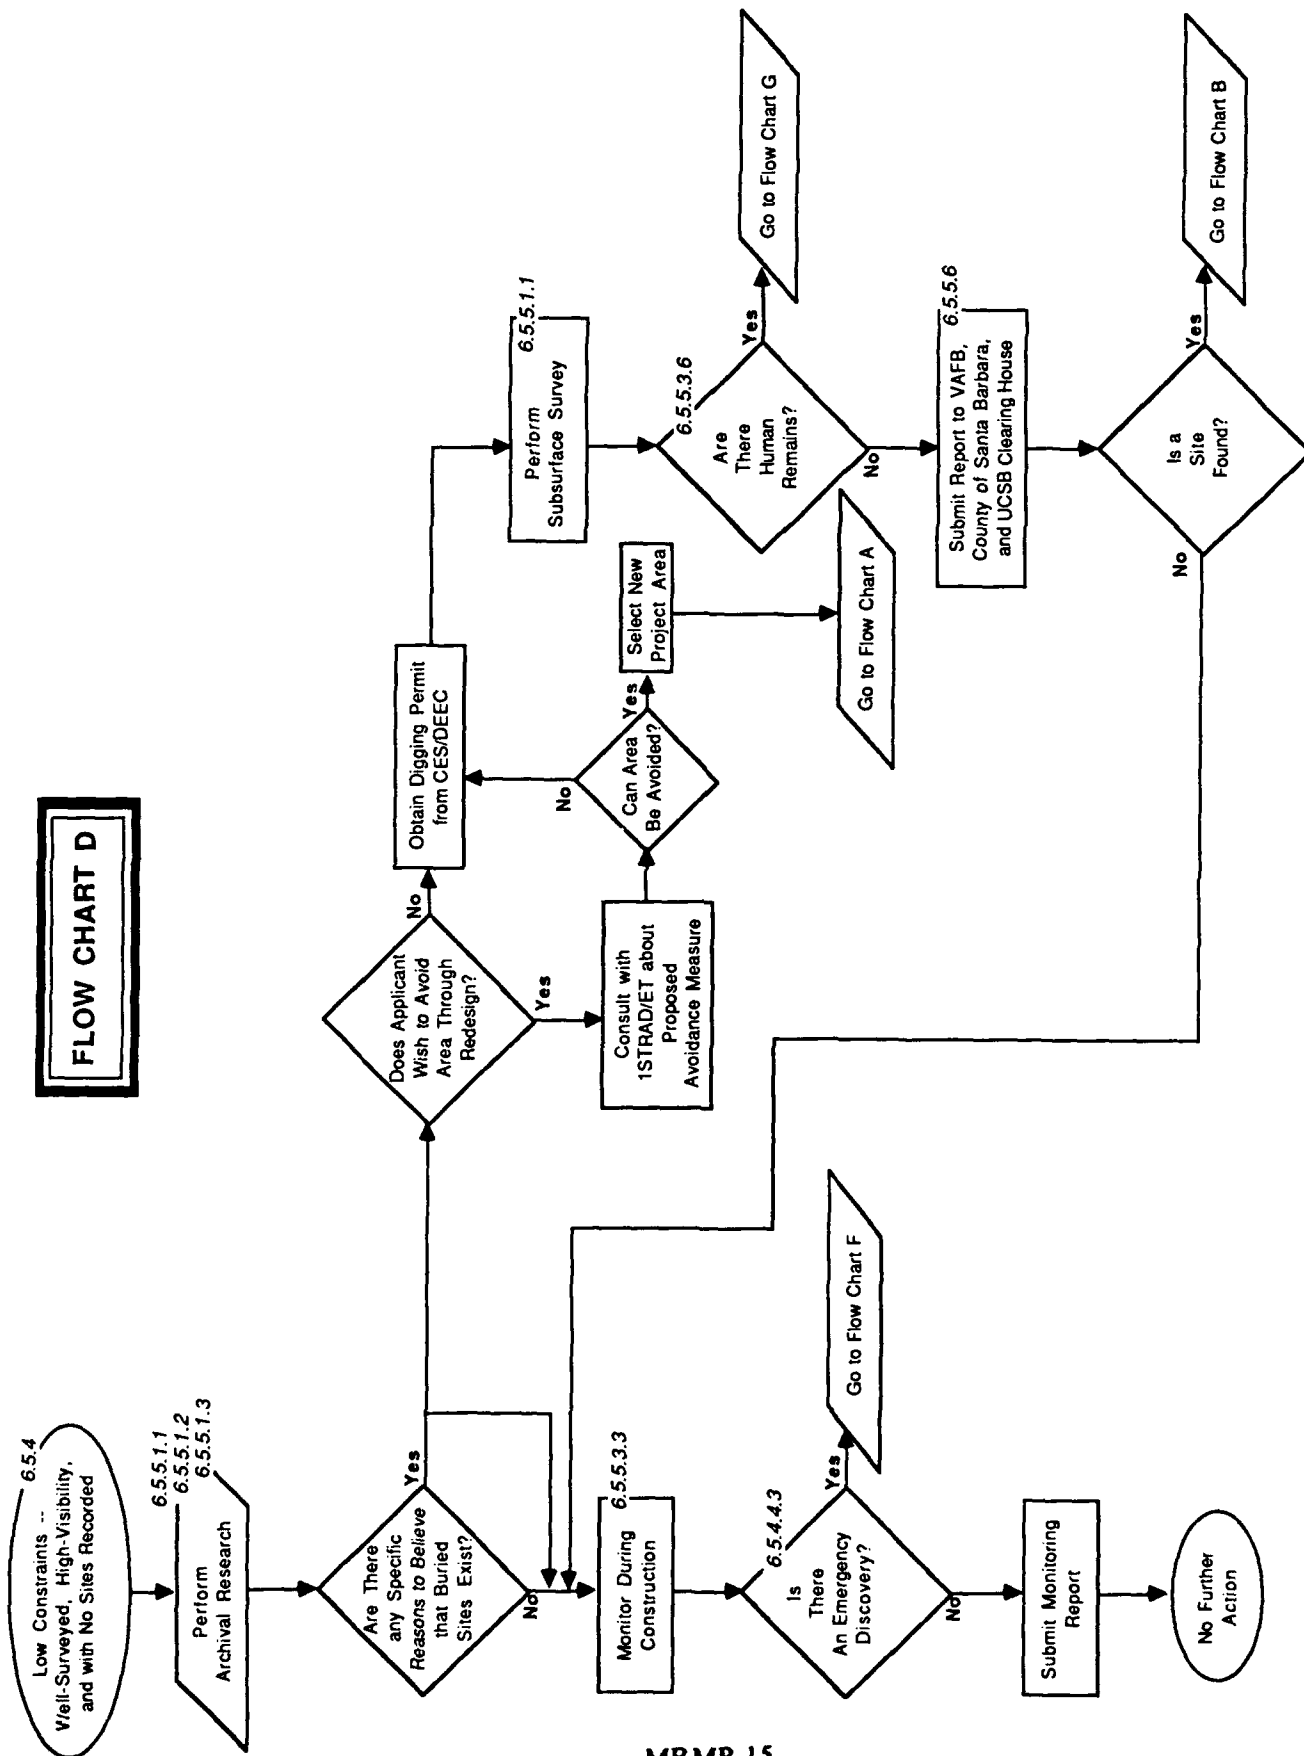 FLOW CHART D
6.5.4
Low Constraints --
Well-Surveyed, High-Visibility,
and with No Sites Recorded
6.5.5.1.1
6.5.5.1.2
6.5.5.1.3
Perform
Archival Research
Are There
any Specific
Reasons to Believe
that Buried
Sites Exist?
Yes
No
Does Applicant
Wish to Avoid
Area Through
Redesign?
No
Yes
Obtain Digging Permit
from CES/DEEC
Consult with
1STRAD/ET about
Proposed
Avoidance Measure
Can Area
Be Avoided?
No
Yes
Select New
Project Area
Go to Flow Chart A
6.5.5.1.1
Perform
Subsurface Survey
6.5.5.3.6
Are
There
Human
Remains?
Yes
Go to Flow Chart G
No
6.5.5.6
Submit Report to VAFB,
County of Santa Barbara,
and UCSB Clearing House
Is a
Site
Found?
Yes
Go to Flow Chart B
No
6.5.5.3.3
Monitor During
Construction
6.5.4.4.3
Is
There
An Emergency
Discovery?
Yes
Go to Flow Chart F
No
Submit Monitoring
Report
No Further
Action
MBMB 15